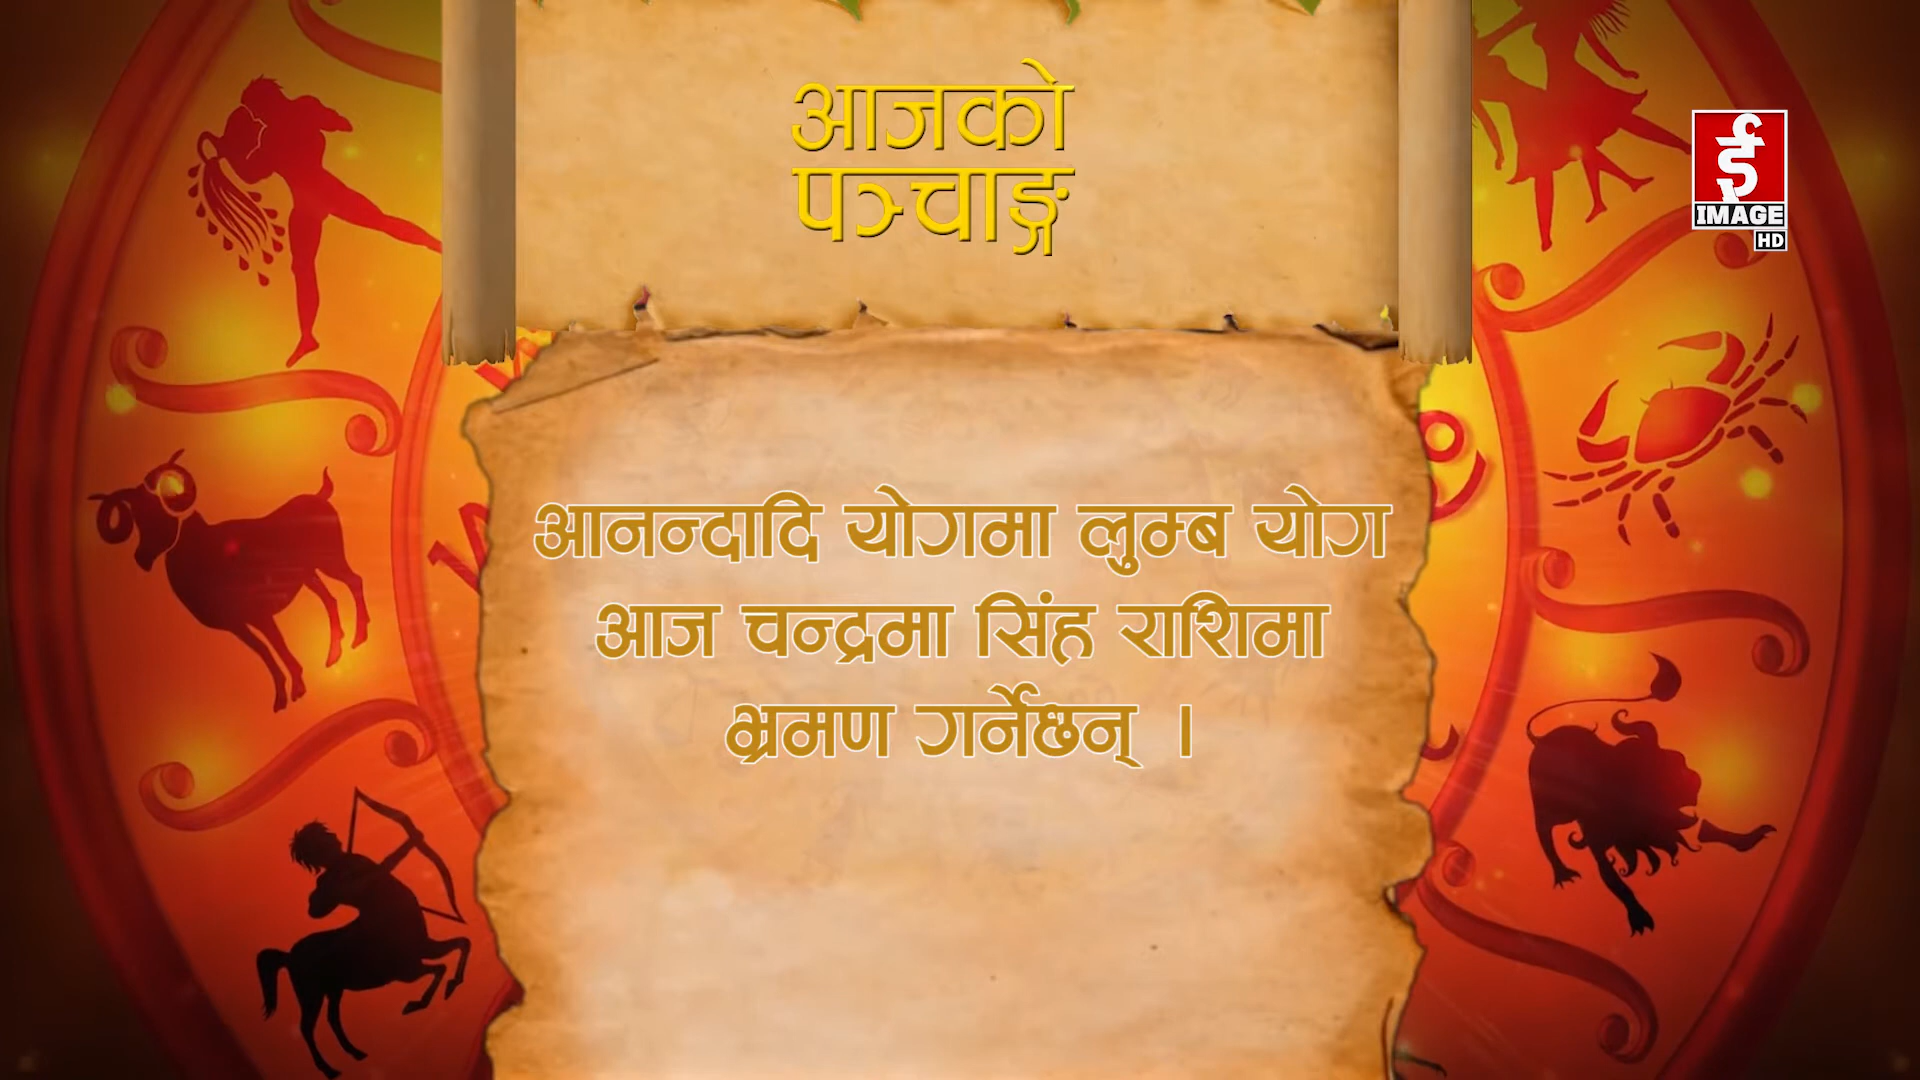 आजको
पञ्चाङ्ग
IMAGE
HD
आनन्दादि योगमा लुम्ब योग
आज चन्द्रमा सिंह राशिमा
भ्रमण गर्नेछन् ।